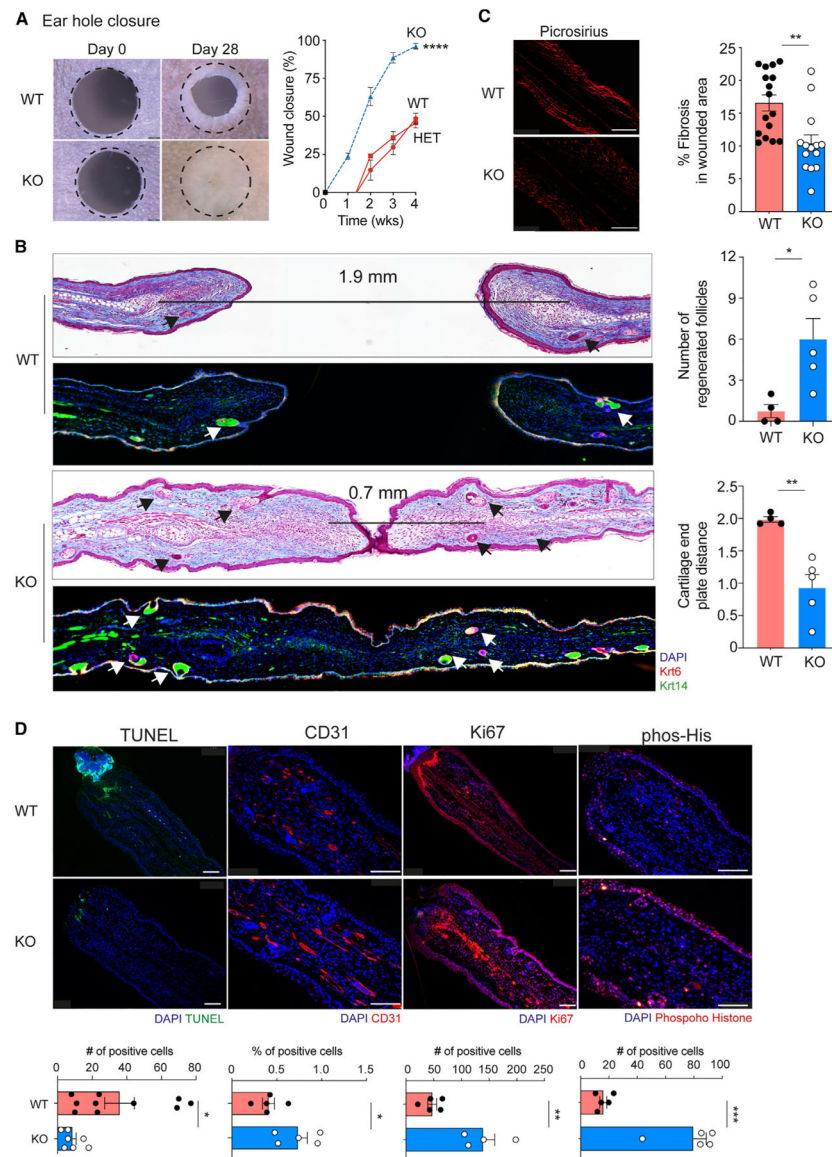 A Ear hole closure
Day 0 Day 28
WT
KO
Wound closure (%)
100
75
50
25
0
0 1 2 3 4
Time (wks)
KO
****
WT
HET
C
Picrosirius
WT
KO
% Fibrosis
in wounded area
25
20
15
10
5
0
**
WT KO
B
WT
1.9 mm
KO
0.7 mm
DAPI
Krt6
Krt14
Number of
regenerated follicles
12
9
6
3
0
*
WT KO
Cartilage end
plate distance
2.5
2.0
1.5
1.0
0.5
0
**
WT KO
D
TUNEL CD31 Ki67 phos-His
WT
KO
DAPI TUNEL DAPI CD31 DAPI Ki67 DAPI Phospoho Histone
# of positive cells
0 20 40 60 80
WT
KO
*
% of positive cells
0 0.5 1.0 1.5
*
# of positive cells
0 50 100 150 200 250
**
# of positive cells
0 20 40 60 80 100
***